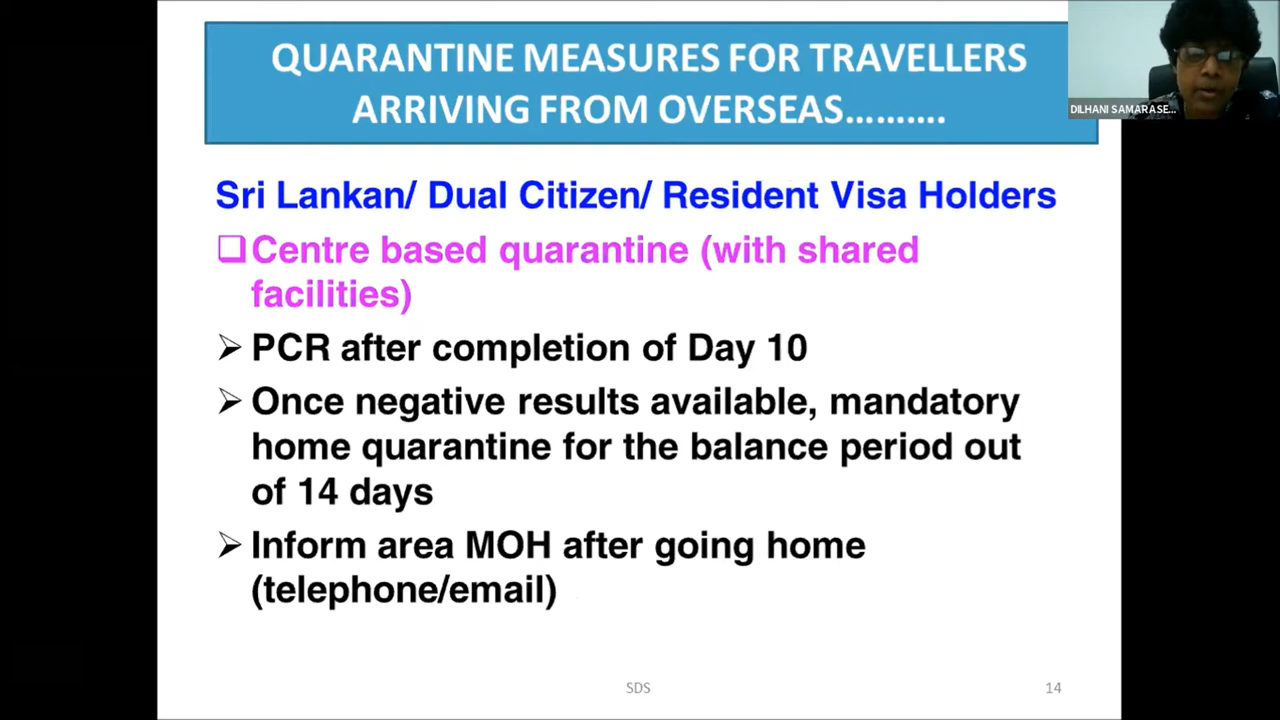 QUARANTINE MEASURES FOR TRAVELLERS
ARRIVING FROM OVERSEAS……….
DILHANI SAMARASE...
Sri Lankan/ Dual Citizen/ Resident Visa Holders
❑Centre based quarantine (with shared
facilities)
➢ PCR after completion of Day 10
➢ Once negative results available, mandatory
home quarantine for the balance period out
of 14 days
➢ Inform area MOH after going home
(telephone/email)
SDS
14